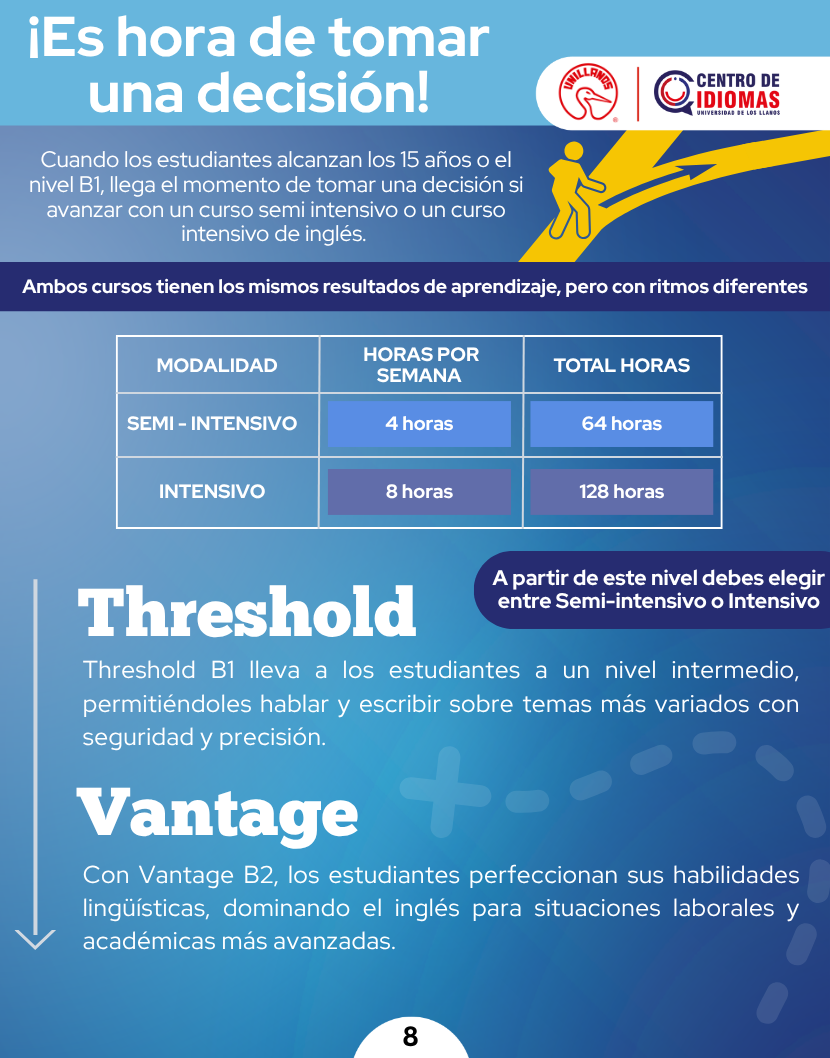 ¡Es hora de tomar
una decisión!
UNILLANOS
®
CENTRO DE
IDIOMAS
UNIVERSIDAD DE LOS LLANOS
Cuando los estudiantes alcanzan los 15 años o el
nivel B1, llega el momento de tomar una decisión si
avanzar con un curso semi intensivo o un curso
intensivo de inglés.
Ambos cursos tienen los mismos resultados de aprendizaje, pero con ritmos diferentes
MODALIDAD
HORAS POR
SEMANA
TOTAL HORAS
SEMI - INTENSIVO
4 horas
64 horas
INTENSIVO
8 horas
128 horas
A partir de este nivel debes elegir
entre Semi-intensivo o Intensivo
Threshold
Threshold B1 lleva a los estudiantes a un nivel intermedio,
permitiéndoles hablar y escribir sobre temas más variados con
seguridad y precisión.
Vantage
Con Vantage B2, los estudiantes perfeccionan sus habilidades
lingüísticas, dominando el inglés para situaciones laborales y
académicas más avanzadas.
8